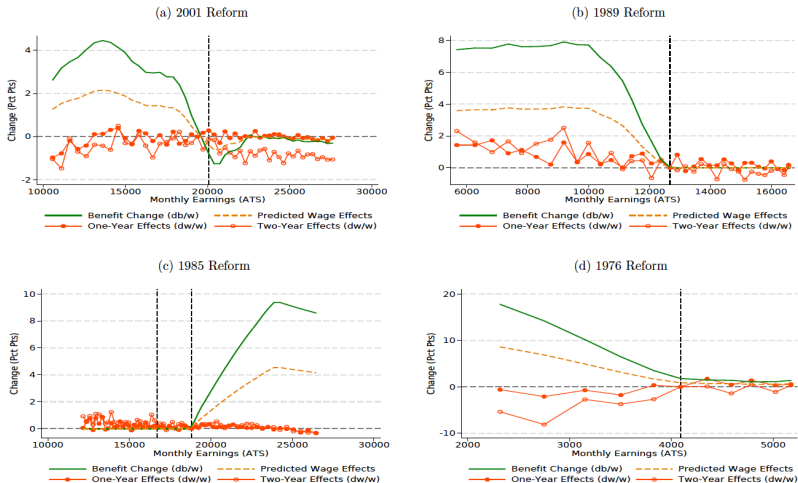 (a) 2001 Reform
Change (Pct Pts)
4
2
0
-2
10000 15000 20000 25000 30000
Monthly Earnings (ATS)
Benefit Change (db/w) Predicted Wage Effects
One-Year Effects (dw/w) Two-Year Effects (dw/w)
(b) 1989 Reform
Change (Pct Pts)
8
6
4
2
0
6000 8000 10000 12000 14000 16000
Monthly Earnings (ATS)
Benefit Change (db/w) Predicted Wage Effects
One-Year Effects (dw/w) Two-Year Effects (dw/w)
(c) 1985 Reform
Change (Pct Pts)
10
8
6
4
2
0
10000 15000 20000 25000 30000
Monthly Earnings (ATS)
Benefit Change (db/w) Predicted Wage Effects
One-Year Effects (dw/w) Two-Year Effects (dw/w)
(d) 1976 Reform
Change (Pct Pts)
20
10
0
-10
2000 3000 4000 5000
Monthly Earnings (ATS)
Benefit Change (db/w) Predicted Wage Effects
One-Year Effects (dw/w) Two-Year Effects (dw/w)